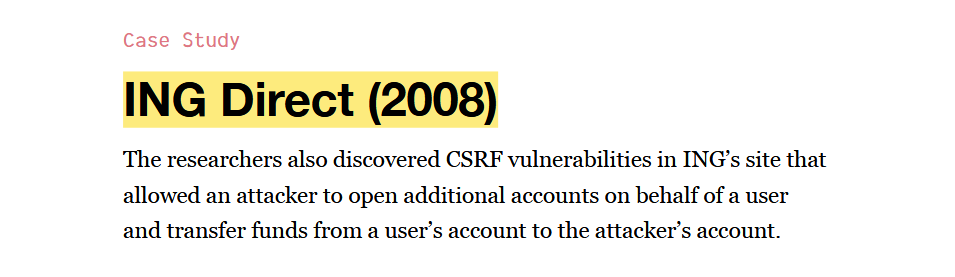 Case Study
ING Direct (2008)
The researchers also discovered CSRF vulnerabilities in ING’s site that
allowed an attacker to open additional accounts on behalf of a user
and transfer funds from a user’s account to the attacker’s account.